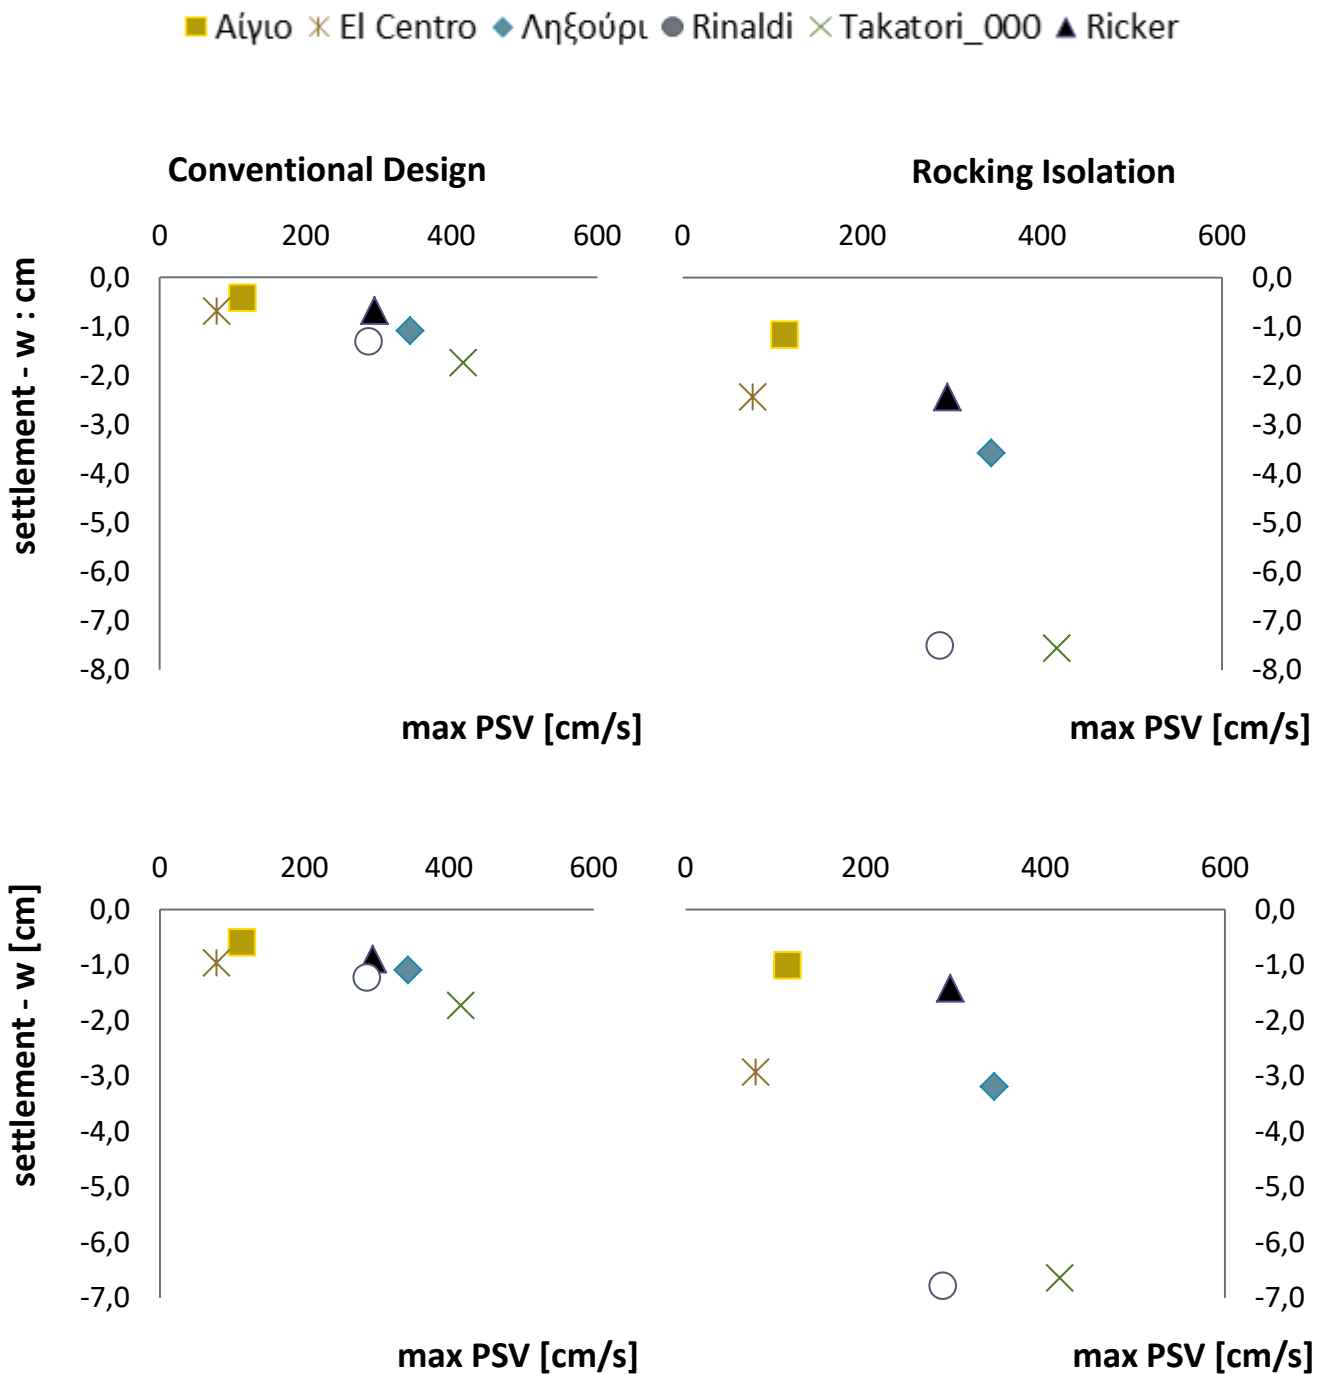 Αίγιο El Centro Ληξούρι Rinaldi Takatori_000 Ricker
Conventional Design
Rocking Isolation
0 200 400 600
0 200 400 600
settlement - w : cm
0,0
-1,0
-2,0
-3,0
-4,0
-5,0
-6,0
-7,0
-8,0
0,0
-1,0
-2,0
-3,0
-4,0
-5,0
-6,0
-7,0
-8,0
max PSV [cm/s]
max PSV [cm/s]
0 200 400 600
0 200 400 600
settlement - w [cm]
0,0
-1,0
-2,0
-3,0
-4,0
-5,0
-6,0
-7,0
0,0
-1,0
-2,0
-3,0
-4,0
-5,0
-6,0
-7,0
max PSV [cm/s]
max PSV [cm/s]